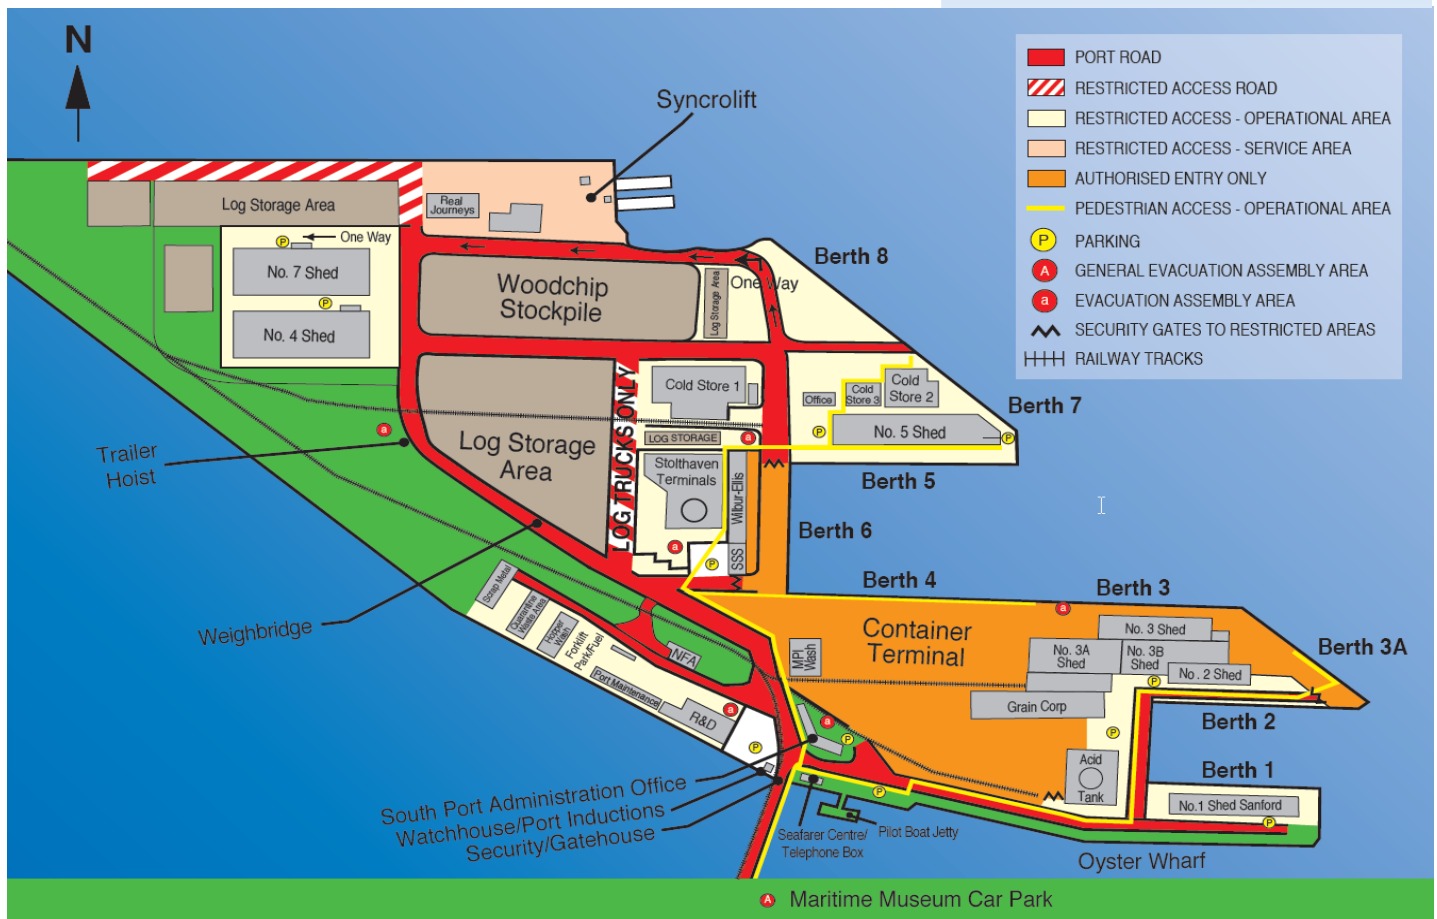 N
Syncrolift
PORT ROAD
RESTRICTED ACCESS ROAD
RESTRICTED ACCESS - OPERATIONAL AREA
RESTRICTED ACCESS - SERVICE AREA
AUTHORISED ENTRY ONLY
PEDESTRIAN ACCESS - OPERATIONAL AREA
P
PARKING
A
GENERAL EVACUATION ASSEMBLY AREA
a
EVACUATION ASSEMBLY AREA
SECURITY GATES TO RESTRICTED AREAS
RAILWAY TRACKS
Log Storage Area
Real
Journeys
P
One Way
No. 7 Shed
P
No. 4 Shed
Woodchip
Stockpile
Log Storage Area
One Way
Berth 8
Cold Store 1
Office
Cold
Store 3
Cold
Store 2
Berth 7
P
No. 5 Shed
P
Berth 5
LOG STORAGE
a
LOG TRUCKS ONLY
Log Storage
Area
a
Trailer
Hoist
Stolthaven
Terminals
Wilbur-Ellis
SSS
a
P
Berth 6
Weighbridge
Berth 4
Berth 3
a
Berth 3A
Container
Terminal
MPI
Wash
No. 3 Shed
No. 3A
Shed
No. 3B
Shed
No. 2 Shed
P
Grain Corp
Berth 2
P
Scrap Metal
Quarantine
Waste Area
Hopper
Wash
Forklift
Park/Fuel
NFA
Port Maintenance
R&D
a
P
a
P
Acid
Tank
Berth 1
No.1 Shed Sanford
P
P
South Port Administration Office
Watchhouse/Port Inductions
Security/Gatehouse
Seafarer Centre/
Telephone Box
Pilot Boat Jetty
Oyster Wharf
A
Maritime Museum Car Park